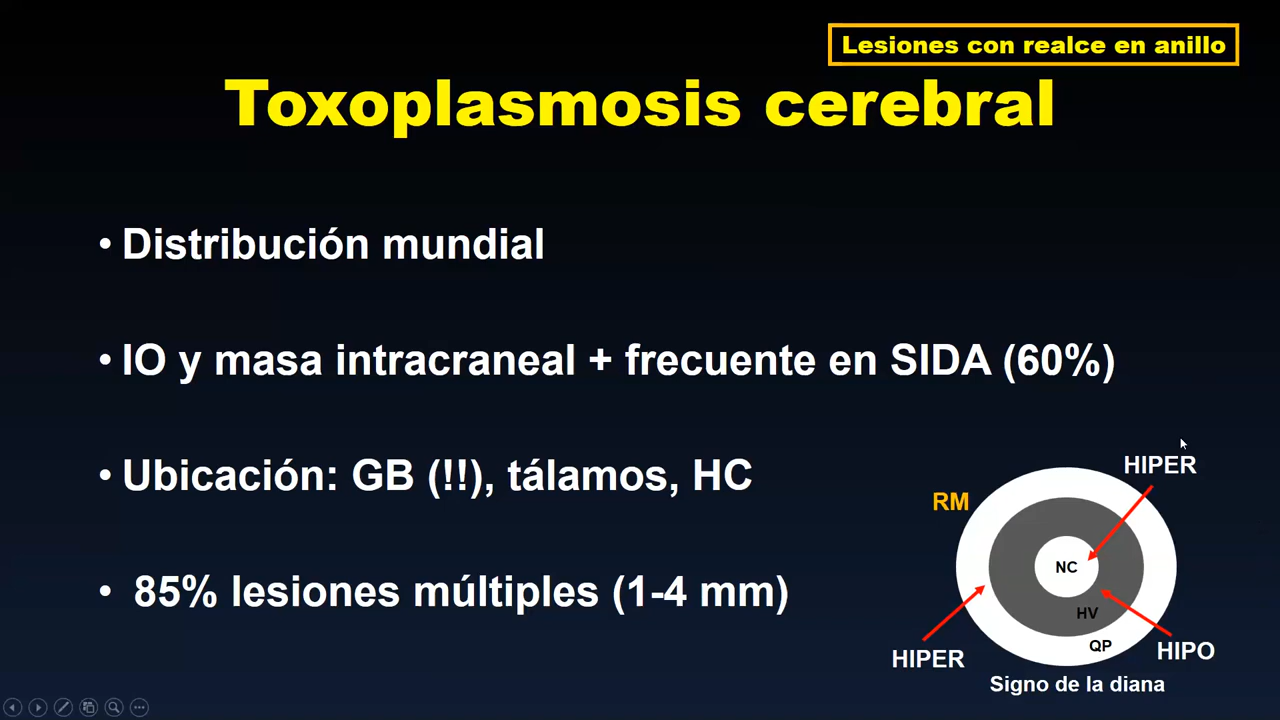 Lesiones con realce en anillo
Toxoplasmosis cerebral
• Distribución mundial
• IO y masa intracraneal + frecuente en SIDA (60%)
• Ubicación: GB (!!), tálamos, HC
• 85% lesiones múltiples (1-4 mm)
HIPER
RM
NC
HV
QP
HIPER
HIPO
Signo de la diana